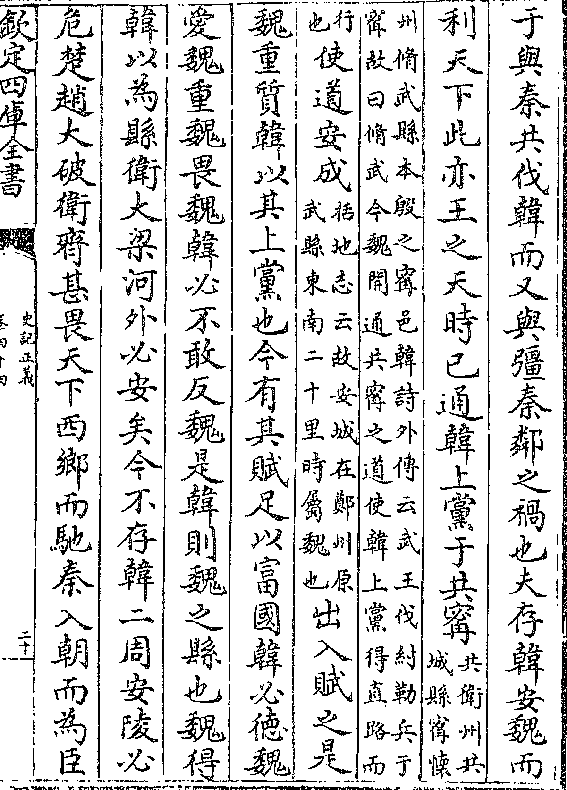 于與秦共伐韓而又與彊秦鄰之禍也夫存韓安魏而
利天下此亦王之天時已通韓上黨于共甯共衛州共城縣甯懷
州脩武縣本殷之甯邑韓詩外傳云武王伐紂勒兵于甯故曰脩武今魏開通共甯之道使韓上黨得直路而
行也使道安成括地志云故安城在鄭州原武縣東南二十里時屬魏也出入賦之是
魏重質韓以其上黨也今有其賦足以富國韓必德魏
愛魏重魏畏魏韓必不敢反魏是韓則魏之縣也魏得
韓以為縣衛大梁河外必安矣今不存韓二周安陵必
危楚趙大破衛齊甚畏天下西鄉而馳秦入朝而為臣
欽定四庫全書
史記正義
卷四十四
二十